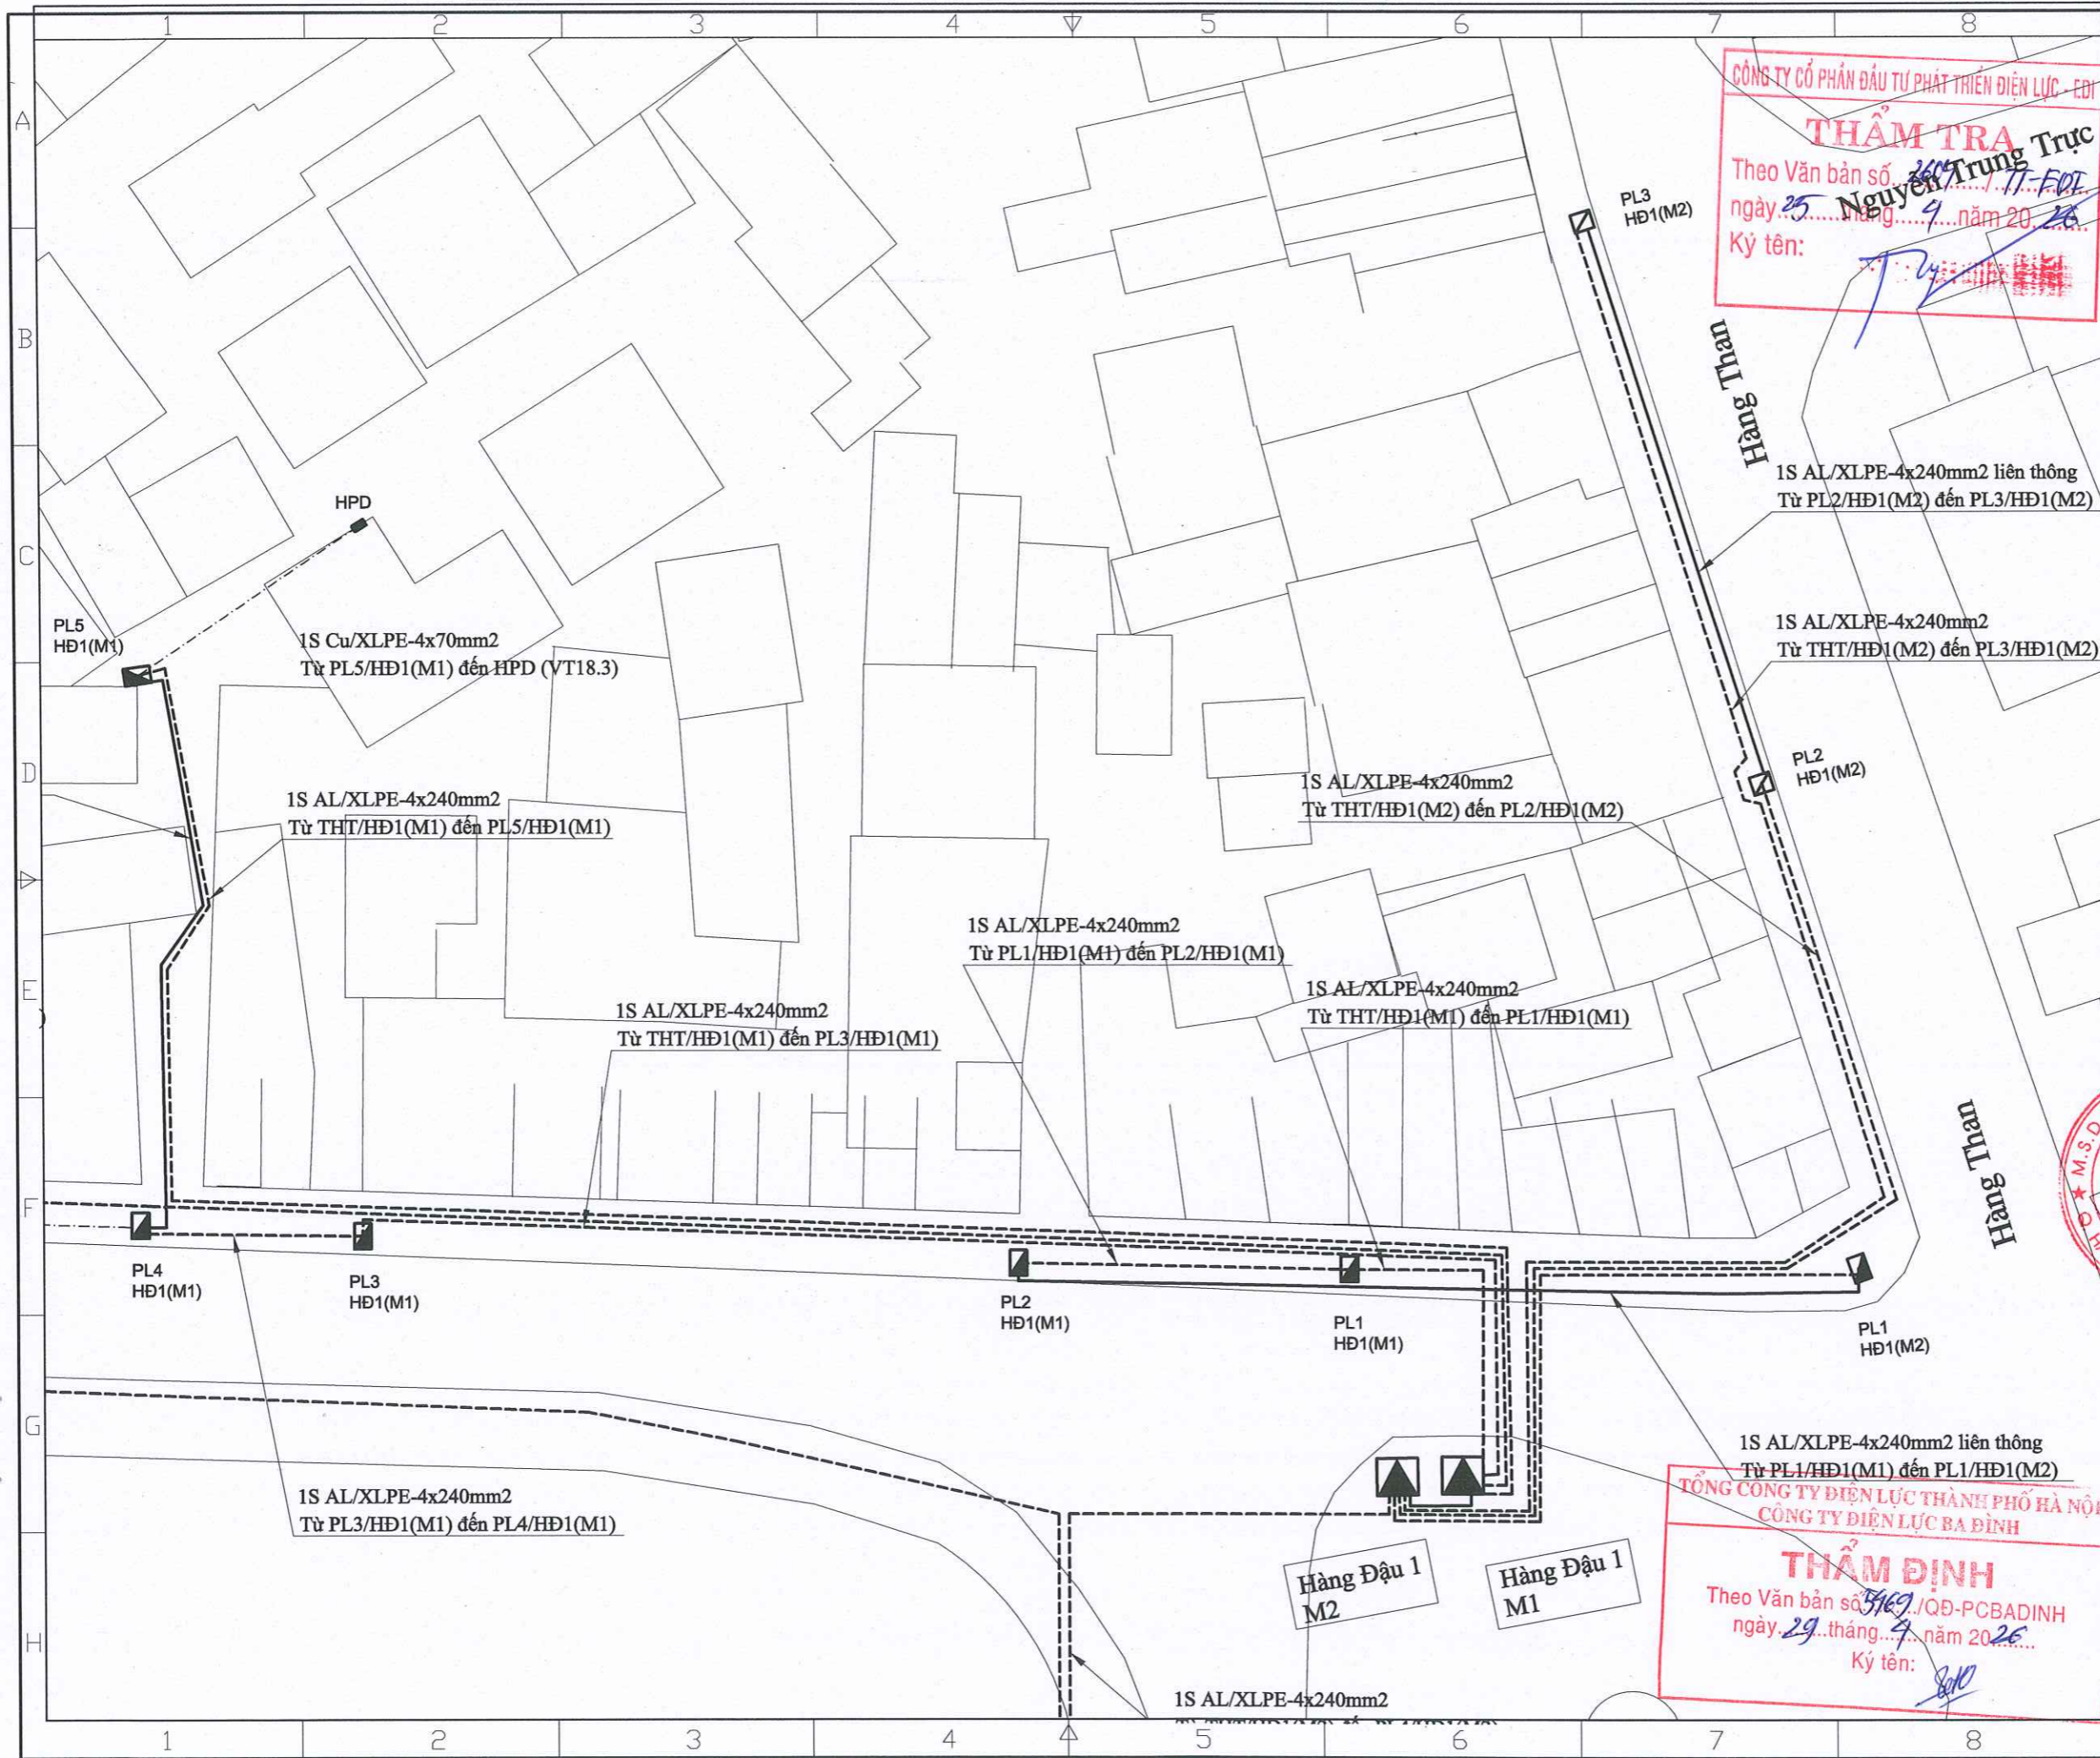 1 2 3 4 5 6 7 8
A
B
C
D
E
F
G
H
CÔNG TY CỔ PHẦN ĐẦU TƯ PHÁT TRIỂN ĐIỆN LỰC - EDI
THẨM TRA
Theo Văn bản số / TT-EDI
ngày 25 tháng 4 năm 20 26
Ký tên:
Nguyễn Trung Trực
PL3
HĐ1(M2)
Hàng Than
1S AL/XLPE-4x240mm2 liên thông
Từ PL2/HĐ1(M2) đến PL3/HĐ1(M2)
HPD
PL5
HĐ1(M1)
1S Cu/XLPE-4x70mm2
Từ PL5/HĐ1(M1) đến HPD (VT18.3)
1S AL/XLPE-4x240mm2
Từ THT/HĐ1(M2) đến PL3/HĐ1(M2)
PL2
HĐ1(M2)
1S AL/XLPE-4x240mm2
Từ THT/HĐ1(M2) đến PL2/HĐ1(M2)
1S AL/XLPE-4x240mm2
Từ THT/HĐ1(M1) đến PL5/HĐ1(M1)
1S AL/XLPE-4x240mm2
Từ PL1/HĐ1(M1) đến PL2/HĐ1(M1)
1S AL/XLPE-4x240mm2
Từ THT/HĐ1(M1) đến PL1/HĐ1(M1)
1S AL/XLPE-4x240mm2
Từ THT/HĐ1(M1) đến PL3/HĐ1(M1)
Hàng Than
★ M.S.D
PL4
HĐ1(M1)
PL3
HĐ1(M1)
PL2
HĐ1(M1)
PL1
HĐ1(M1)
PL1
HĐ1(M2)
1S AL/XLPE-4x240mm2 liên thông
Từ PL1/HĐ1(M1) đến PL1/HĐ1(M2)
1S AL/XLPE-4x240mm2
Từ PL3/HĐ1(M1) đến PL4/HĐ1(M1)
Hàng Đậu 1
M2
Hàng Đậu 1
M1
TỔNG CÔNG TY ĐIỆN LỰC THÀNH PHỐ HÀ NỘI
CÔNG TY ĐIỆN LỰC BA ĐÌNH
THẨM ĐỊNH
Theo Văn bản số 5169 /QĐ-PCBADINH
ngày 29 tháng 4 năm 20 26
Ký tên:
1S AL/XLPE-4x240mm2
1 2 3 4 5 6 7 8